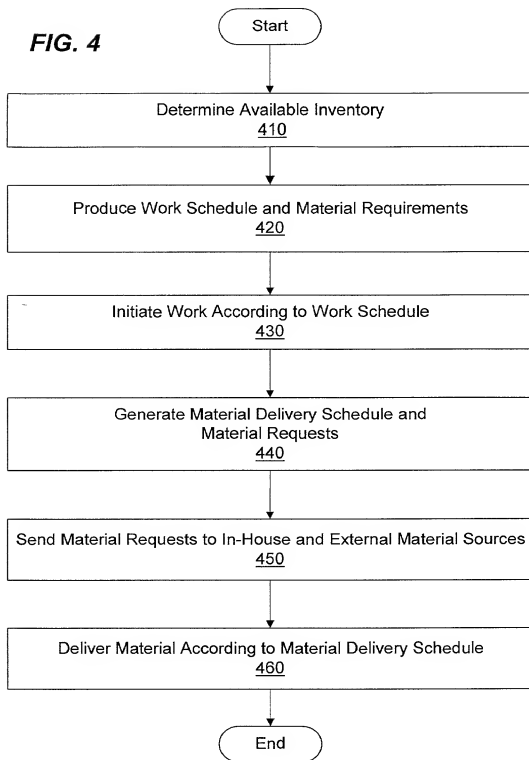 FIG. 4
Start
Determine Available Inventory
410
Produce Work Schedule and Material Requirements
420
Initiate Work According to Work Schedule
430
Generate Material Delivery Schedule and
Material Requests
440
Send Material Requests to In-House and External Material Sources
450
Deliver Material According to Material Delivery Schedule
460
End